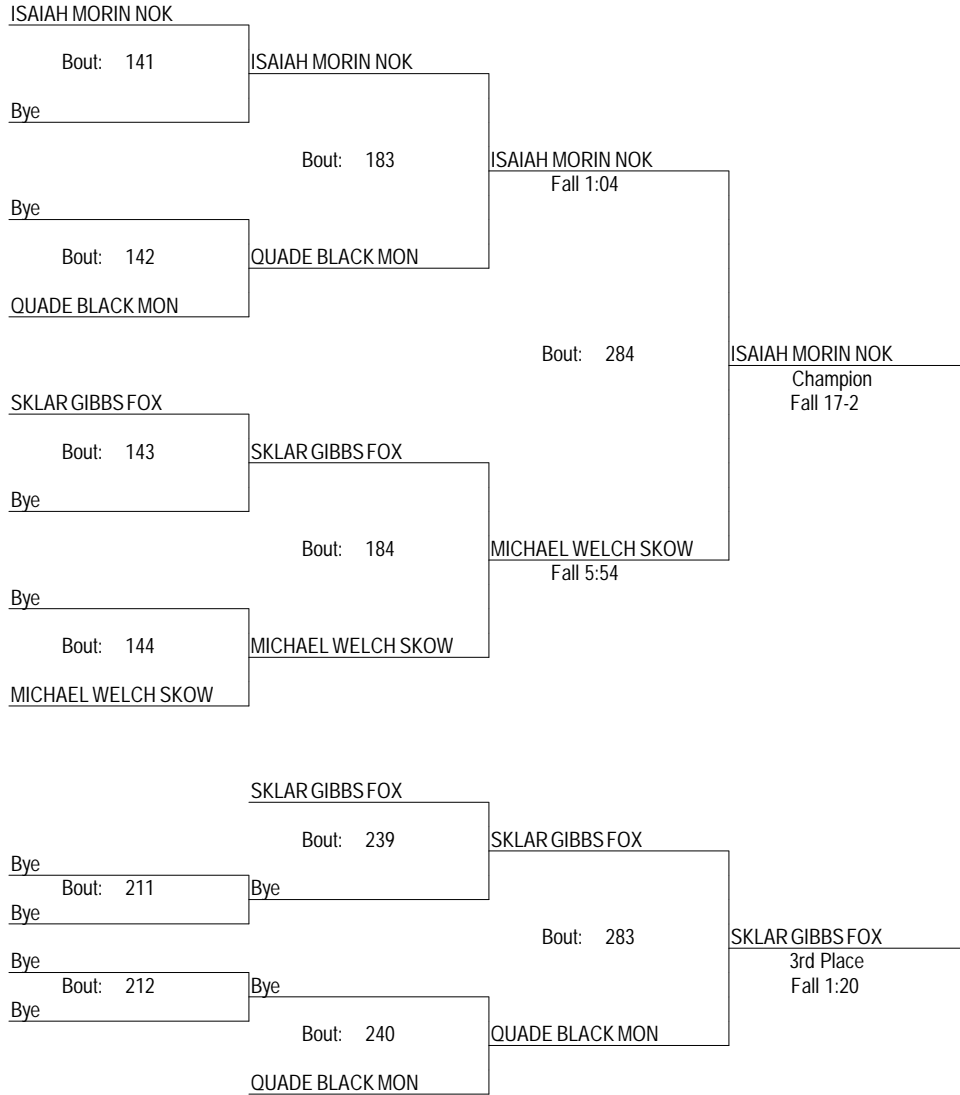 ISAIAH MORIN NOK
Bout: 141
ISAIAH MORIN NOK
Bye
Bout: 183
ISAIAH MORIN NOK
Fall 1:04
Bye
Bout: 142
QUADE BLACK MON
QUADE BLACK MON
Bout: 284
ISAIAH MORIN NOK
Champion
Fall 17-2
SKLAR GIBBS FOX
Bout: 143
SKLAR GIBBS FOX
Bye
Bout: 184
MICHAEL WELCH SKOW
Fall 5:54
Bye
Bout: 144
MICHAEL WELCH SKOW
MICHAEL WELCH SKOW
SKLAR GIBBS FOX
Bout: 239
SKLAR GIBBS FOX
Bye
Bout: 211
Bye
Bye
Bout: 283
SKLAR GIBBS FOX
3rd Place
Fall 1:20
Bye
Bout: 212
Bye
Bye
Bout: 240
QUADE BLACK MON
QUADE BLACK MON